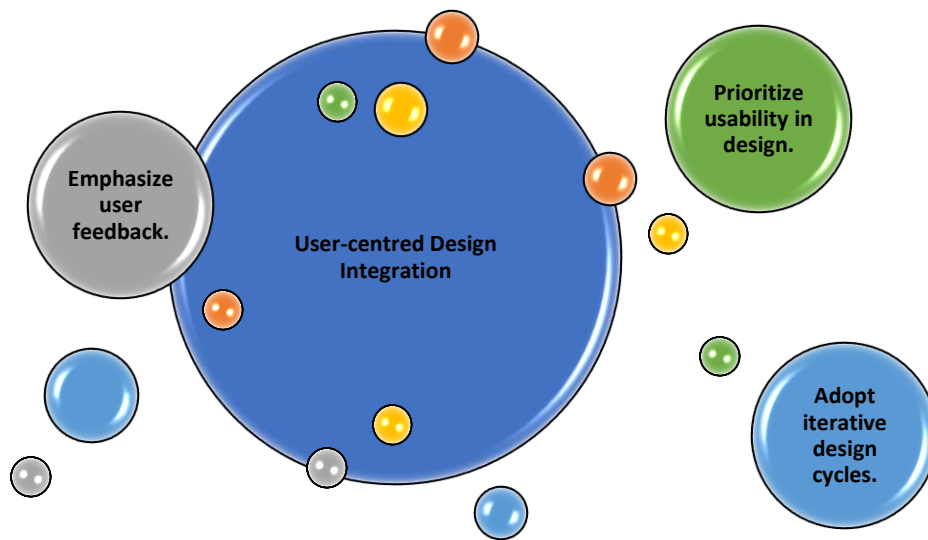 Prioritize
usability in
design.
Emphasize
user
feedback.
User-centred Design
Integration
Adopt
iterative
design
cycles.